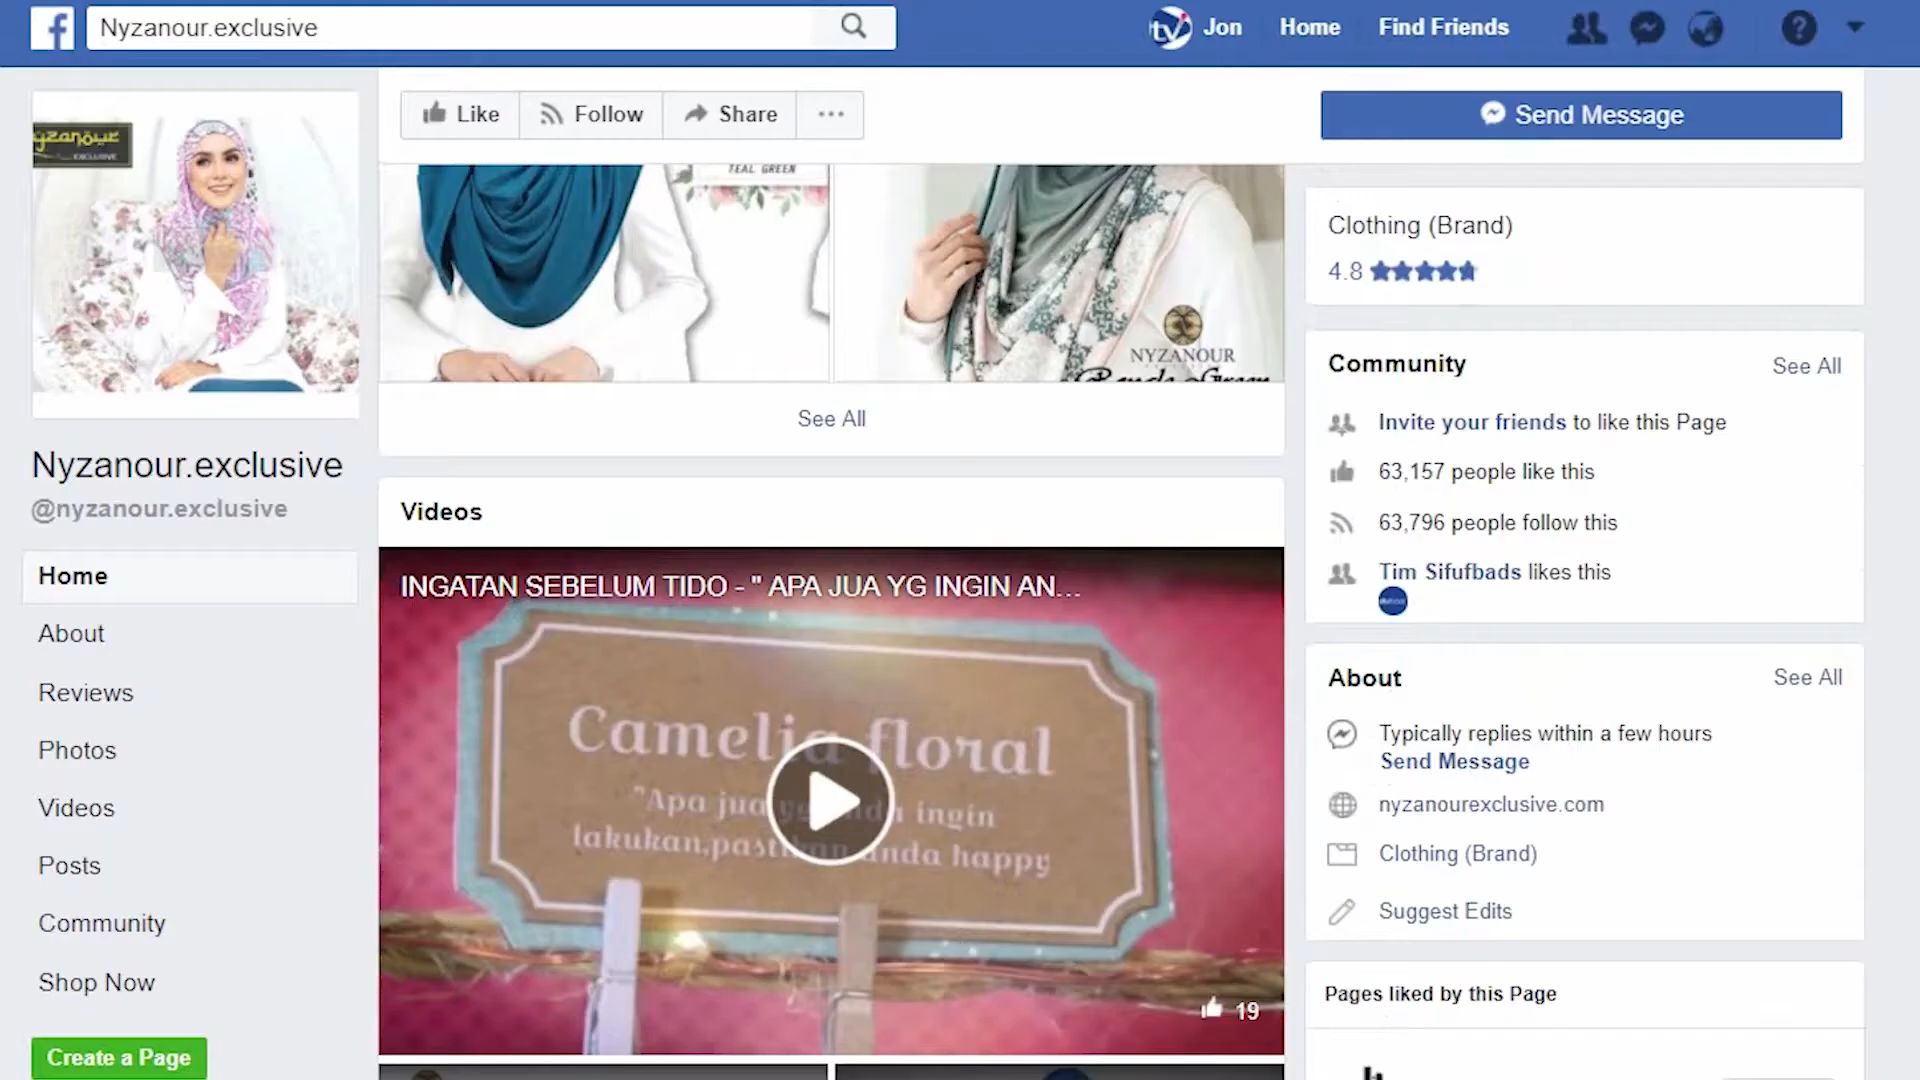 Nyzanour.exclusive
Jon
Home
Find Friends
Like
Follow
Share
Send Message
EXCLUSIVE
TEAL GREEN
NYZANOUR
See All
Nyzanour.exclusive
@nyzanour.exclusive
Home
About
Reviews
Photos
Videos
Posts
Community
Shop Now
Create a Page
Videos
INGATAN SEBELUM TIDO - " APA JUA YG INGIN AN...
Camelia floral
"Apa jua yg anda ingin
lakukan,pastikan anda happy
19
Clothing (Brand)
4.8
Community
See All
Invite your friends to like this Page
63,157 people like this
63,796 people follow this
Tim Sifufbads likes this
About
See All
Typically replies within a few hours
Send Message
nyzanourexclusive.com
Clothing (Brand)
Suggest Edits
Pages liked by this Page